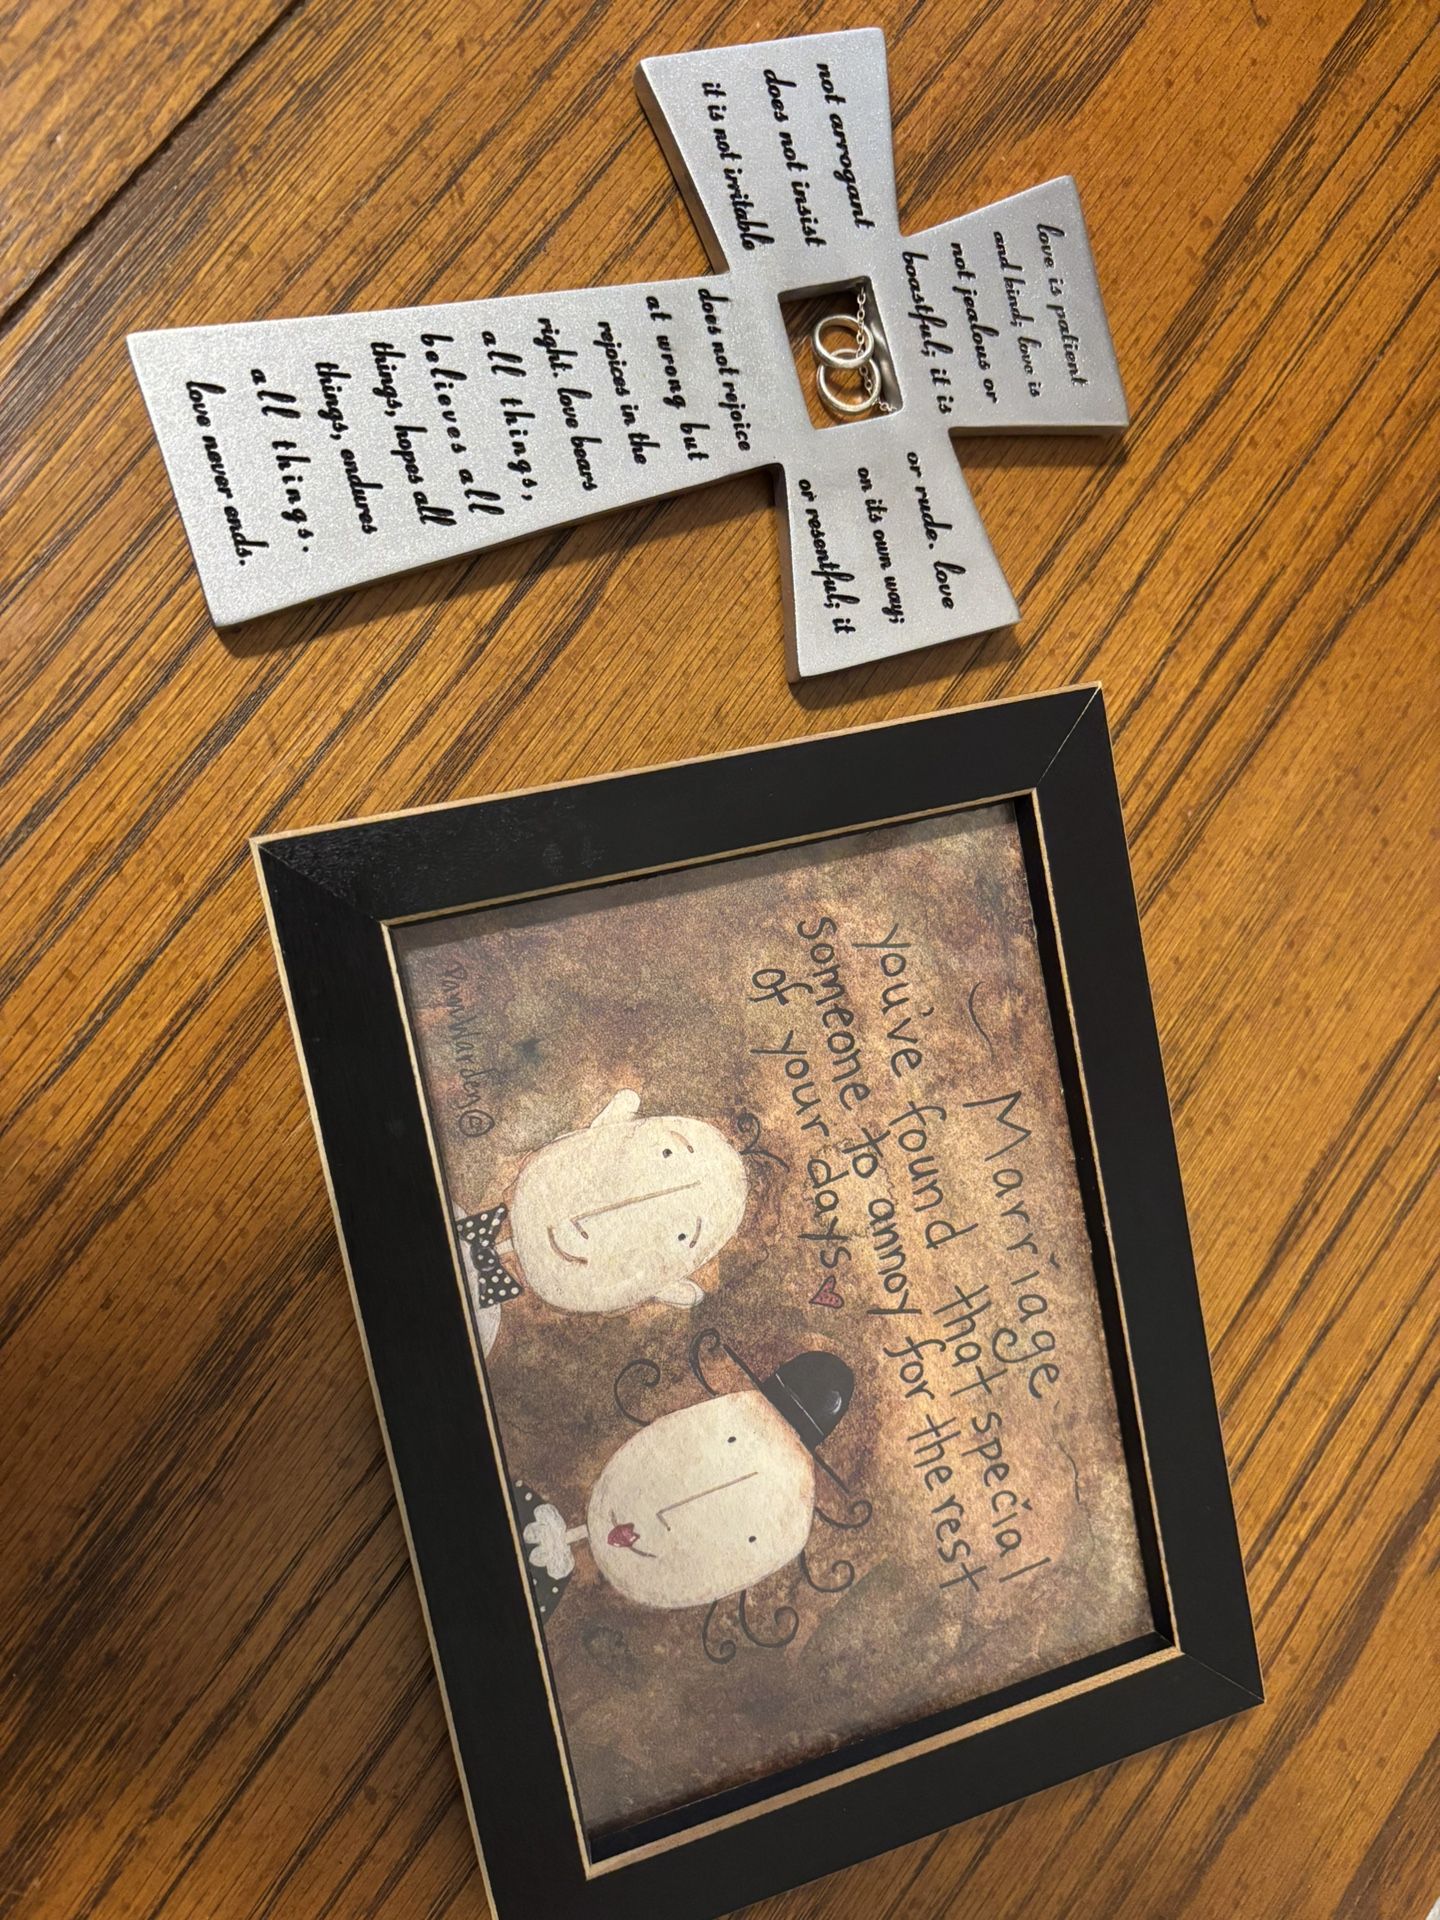 love is patient
and kind; love is
not jealous or
boastful; it is
not arrogant or rude. love
does not insist on its own way;
it is not irritable or resentful; it
does not rejoice
at wrong but
rejoices in the
right. love bears
all things,
believes all
things, hopes all
things, endures
all things.
love never ends.
Marriage
you've found that special
someone to annoy for the rest
of your days
Dawn Warden ©